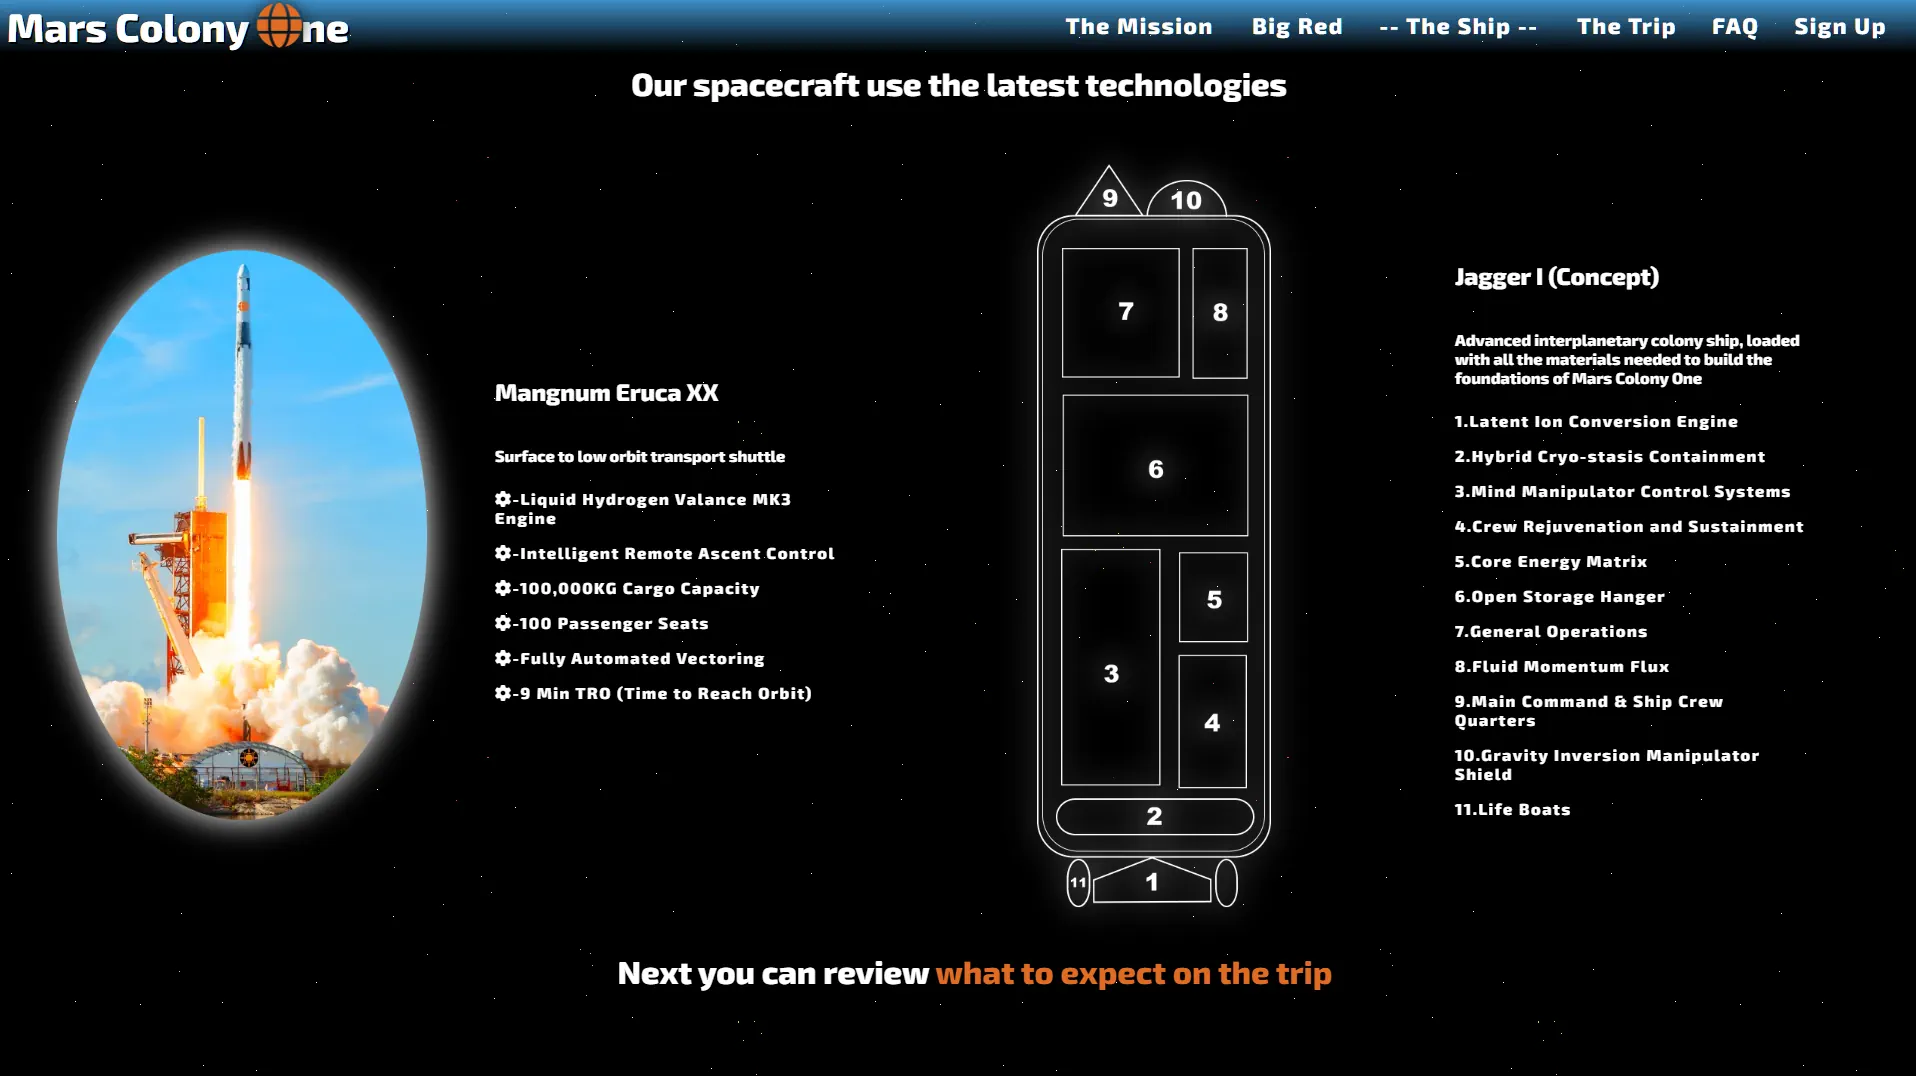 Mars Colony One
The Mission
Big Red
-- The Ship --
The Trip
FAQ
Sign Up
Our spacecraft use the latest technologies
Mangnum Eruca XX
Surface to low orbit transport shuttle
-Liquid Hydrogen Valance MK3
Engine
-Intelligent Remote Ascent Control
-100,000KG Cargo Capacity
-100 Passenger Seats
-Fully Automated Vectoring
-9 Min TRO (Time to Reach Orbit)
9
10
7
8
6
5
3
4
2
11
1
Jagger I (Concept)
Advanced interplanetary colony ship, loaded
with all the materials needed to build the
foundations of Mars Colony One
1.Latent Ion Conversion Engine
2.Hybrid Cryo-stasis Containment
3.Mind Manipulator Control Systems
4.Crew Rejuvenation and Sustainment
5.Core Energy Matrix
6.Open Storage Hanger
7.General Operations
8.Fluid Momentum Flux
9.Main Command & Ship Crew
Quarters
10.Gravity Inversion Manipulator
Shield
11.Life Boats
Next you can review what to expect on the trip